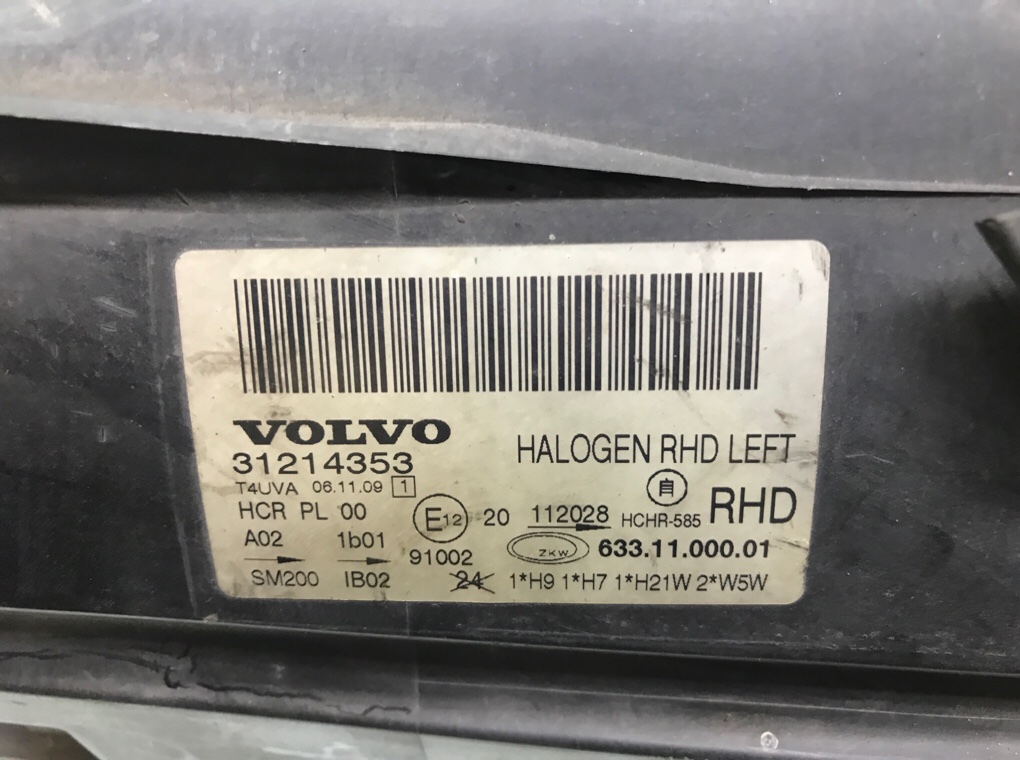 VOLVO
31214353
HALOGEN RHD LEFT
T4UVA 06.11.09 1
自
HCR PL 00
E12 20 112028 HCHR-585 RHD
A02 1b01 91002 ZKW 633.11.000.01
SM200 IB02 24 1*H9 1*H7 1*H21W 2*W5W